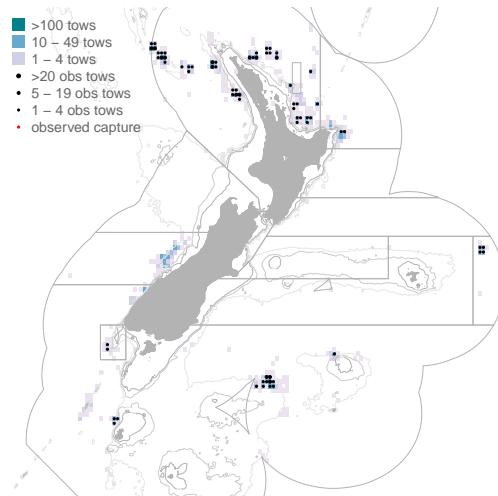 >100 tows
10 – 49 tows
1 – 4 tows
>20 obs tows
5 – 19 obs tows
1 – 4 obs tows
observed capture